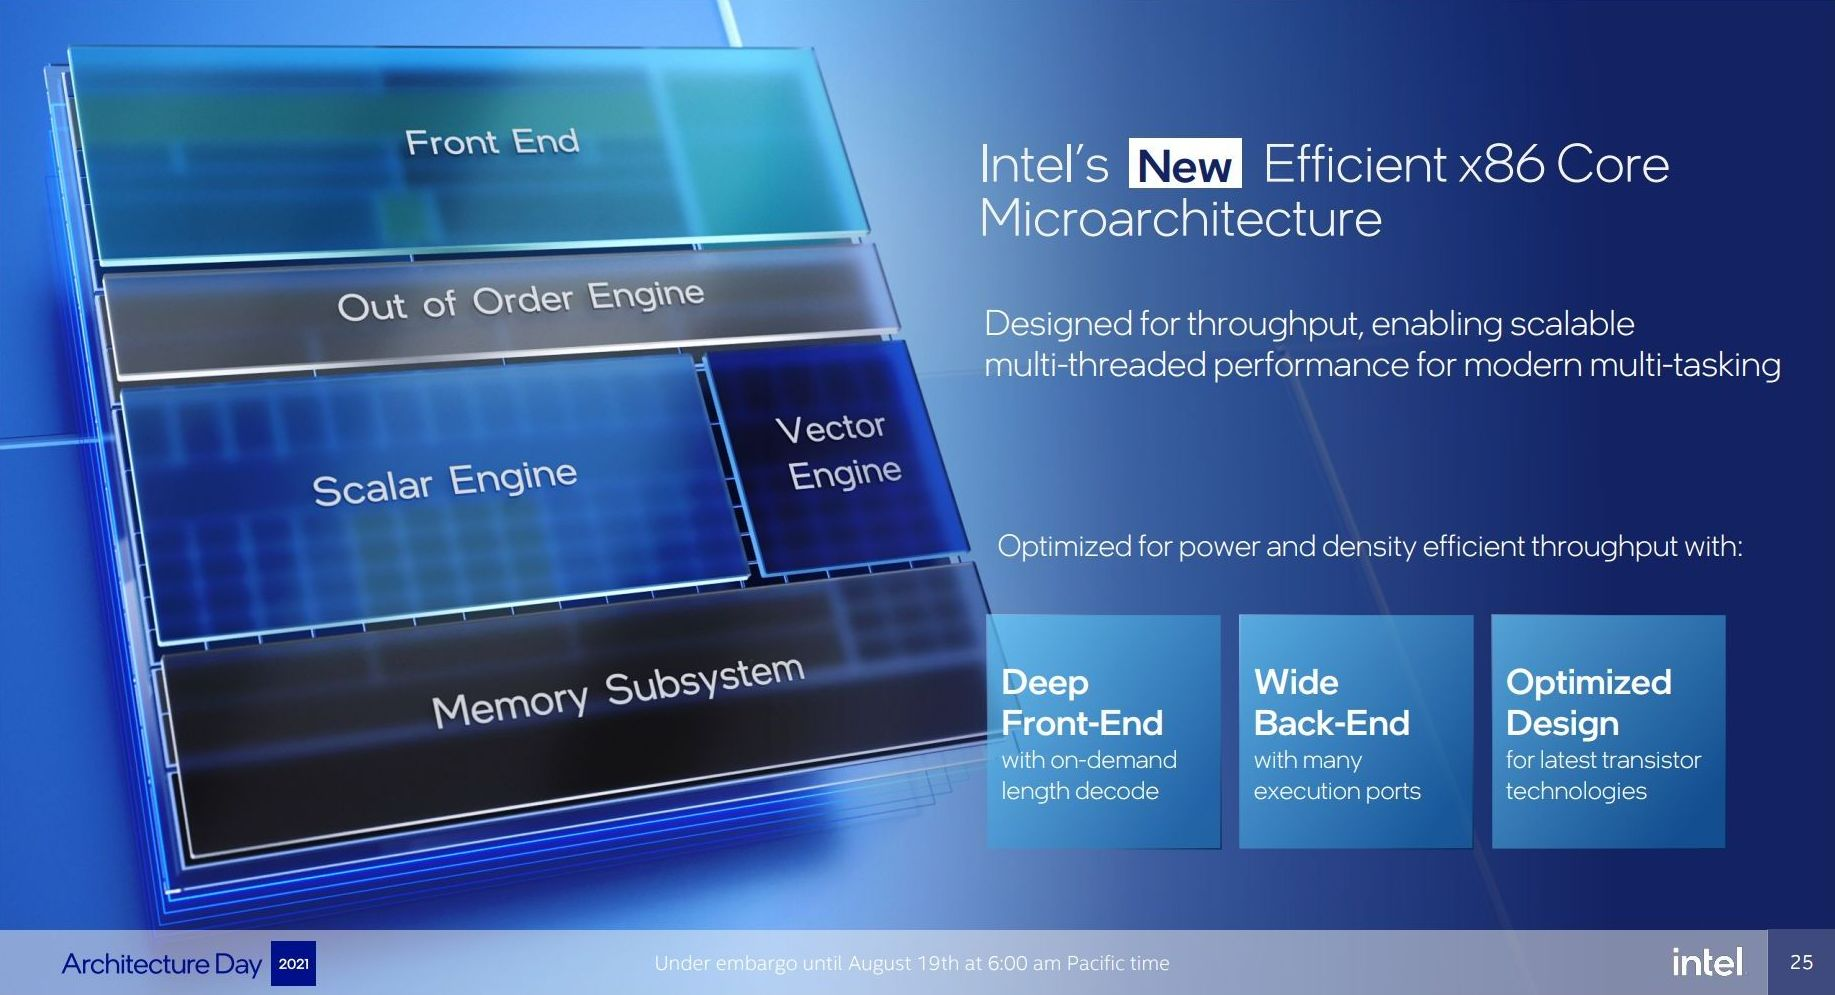 Front End
Out of Order Engine
Scalar Engine
Vector
Engine
Memory Subsystem
Intel's New Efficient x86 Core
Microarchitecture
Designed for throughput, enabling scalable
multi-threaded performance for modern multi-tasking
Optimized for power and density efficient throughput with:
Deep
Front-End
with on-demand
length decode
Wide
Back-End
with many
execution ports
Optimized
Design
for latest transistor
technologies
Architecture Day 2021
Under embargo until August 19th at 6:00 am Pacific time
intel
25